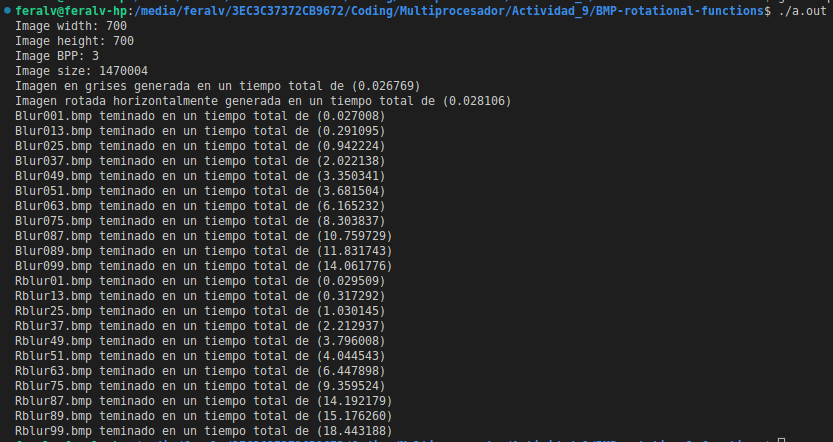 feralv@feralv-hp:/media/feralv/3EC3C37372CB9672/Coding/Multiprocesador/Actividad_9/BMP-rotational-functions$ ./a.out
Image width: 700
Image height: 700
Image BPP: 3
Image size: 1470004
Imagen en grises generada en un tiempo total de (0.026769)
Imagen rotada horizontalmente generada en un tiempo total de (0.028106)
Blur001.bmp teminado en un tiempo total de (0.027008)
Blur013.bmp teminado en un tiempo total de (0.291095)
Blur025.bmp teminado en un tiempo total de (0.942224)
Blur037.bmp teminado en un tiempo total de (2.022138)
Blur049.bmp teminado en un tiempo total de (3.350341)
Blur051.bmp teminado en un tiempo total de (3.681504)
Blur063.bmp teminado en un tiempo total de (6.165232)
Blur075.bmp teminado en un tiempo total de (8.303837)
Blur087.bmp teminado en un tiempo total de (10.759729)
Blur089.bmp teminado en un tiempo total de (11.831743)
Blur099.bmp teminado en un tiempo total de (14.061776)
Rblur01.bmp teminado en un tiempo total de (0.029509)
Rblur13.bmp teminado en un tiempo total de (0.317292)
Rblur25.bmp teminado en un tiempo total de (1.030145)
Rblur37.bmp teminado en un tiempo total de (2.212937)
Rblur49.bmp teminado en un tiempo total de (3.796008)
Rblur51.bmp teminado en un tiempo total de (4.044543)
Rblur63.bmp teminado en un tiempo total de (6.447898)
Rblur75.bmp teminado en un tiempo total de (9.359524)
Rblur87.bmp teminado en un tiempo total de (14.192179)
Rblur89.bmp teminado en un tiempo total de (15.176260)
Rblur99.bmp teminado en un tiempo total de (18.443188)